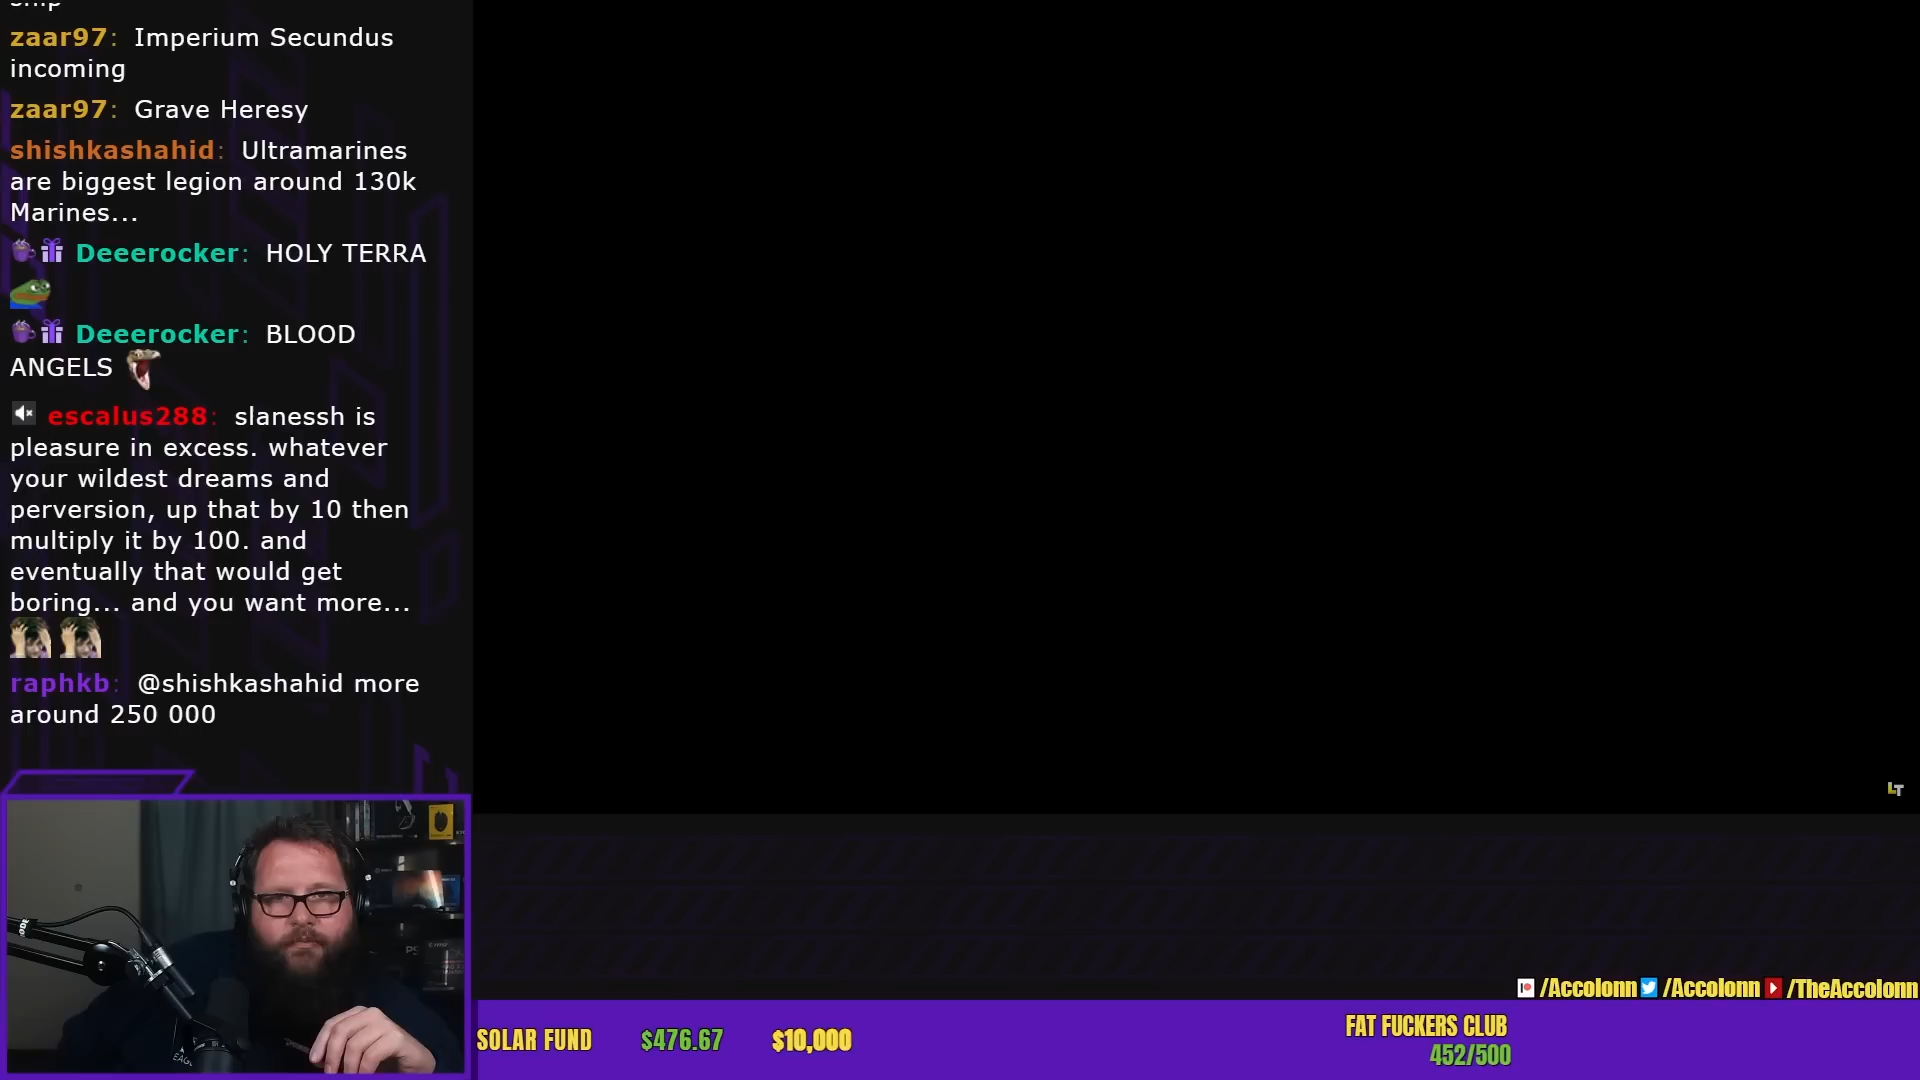 zaar97: Imperium Secundus
incoming
zaar97: Grave Heresy
shishkashahid: Ultramarines
are biggest legion around 130k
Marines...
Deeerocker: HOLY TERRA
Deeerocker: BLOOD
ANGELS
escalus288: slanessh is
pleasure in excess. whatever
your wildest dreams and
perversion, up that by 10 then
multiply it by 100. and
eventually that would get
boring... and you want more...
raphkb: @shishkashahid more
around 250 000
LT
/Accolonn /Accolonn /TheAccolonn
SOLAR FUND $476.67 $10,000
FAT FUCKERS CLUB
452/500